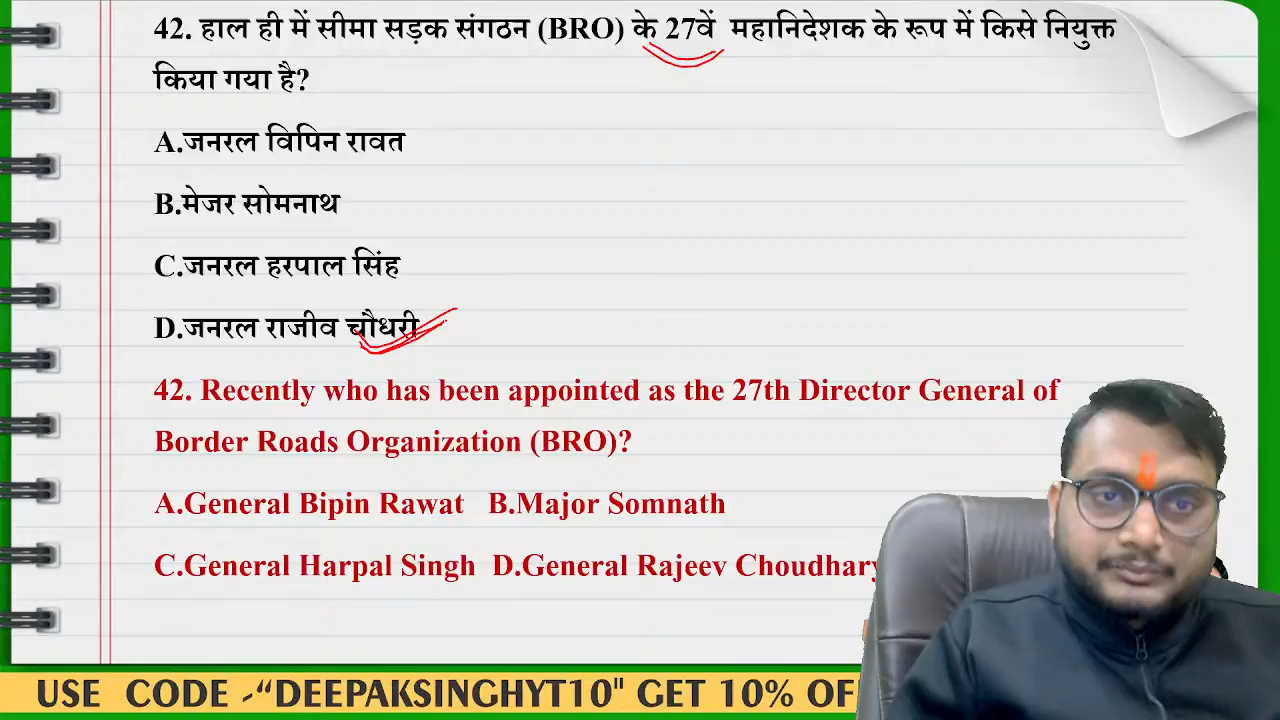 42. हाल ही में सीमा सड़क संगठन (BRO) के 27वें महानिदेशक के रूप में किसे नियुक्त
किया गया है?
A.जनरल विपिन रावत
B.मेजर सोमनाथ
C.जनरल हरपाल सिंह
D.जनरल राजीव चौधरी
42. Recently who has been appointed as the 27th Director General of
Border Roads Organization (BRO)?
A.General Bipin Rawat B.Major Somnath
C.General Harpal Singh D.General Rajeev Choudhary
USE CODE -“DEEPAKSINGHYT10" GET 10% OF